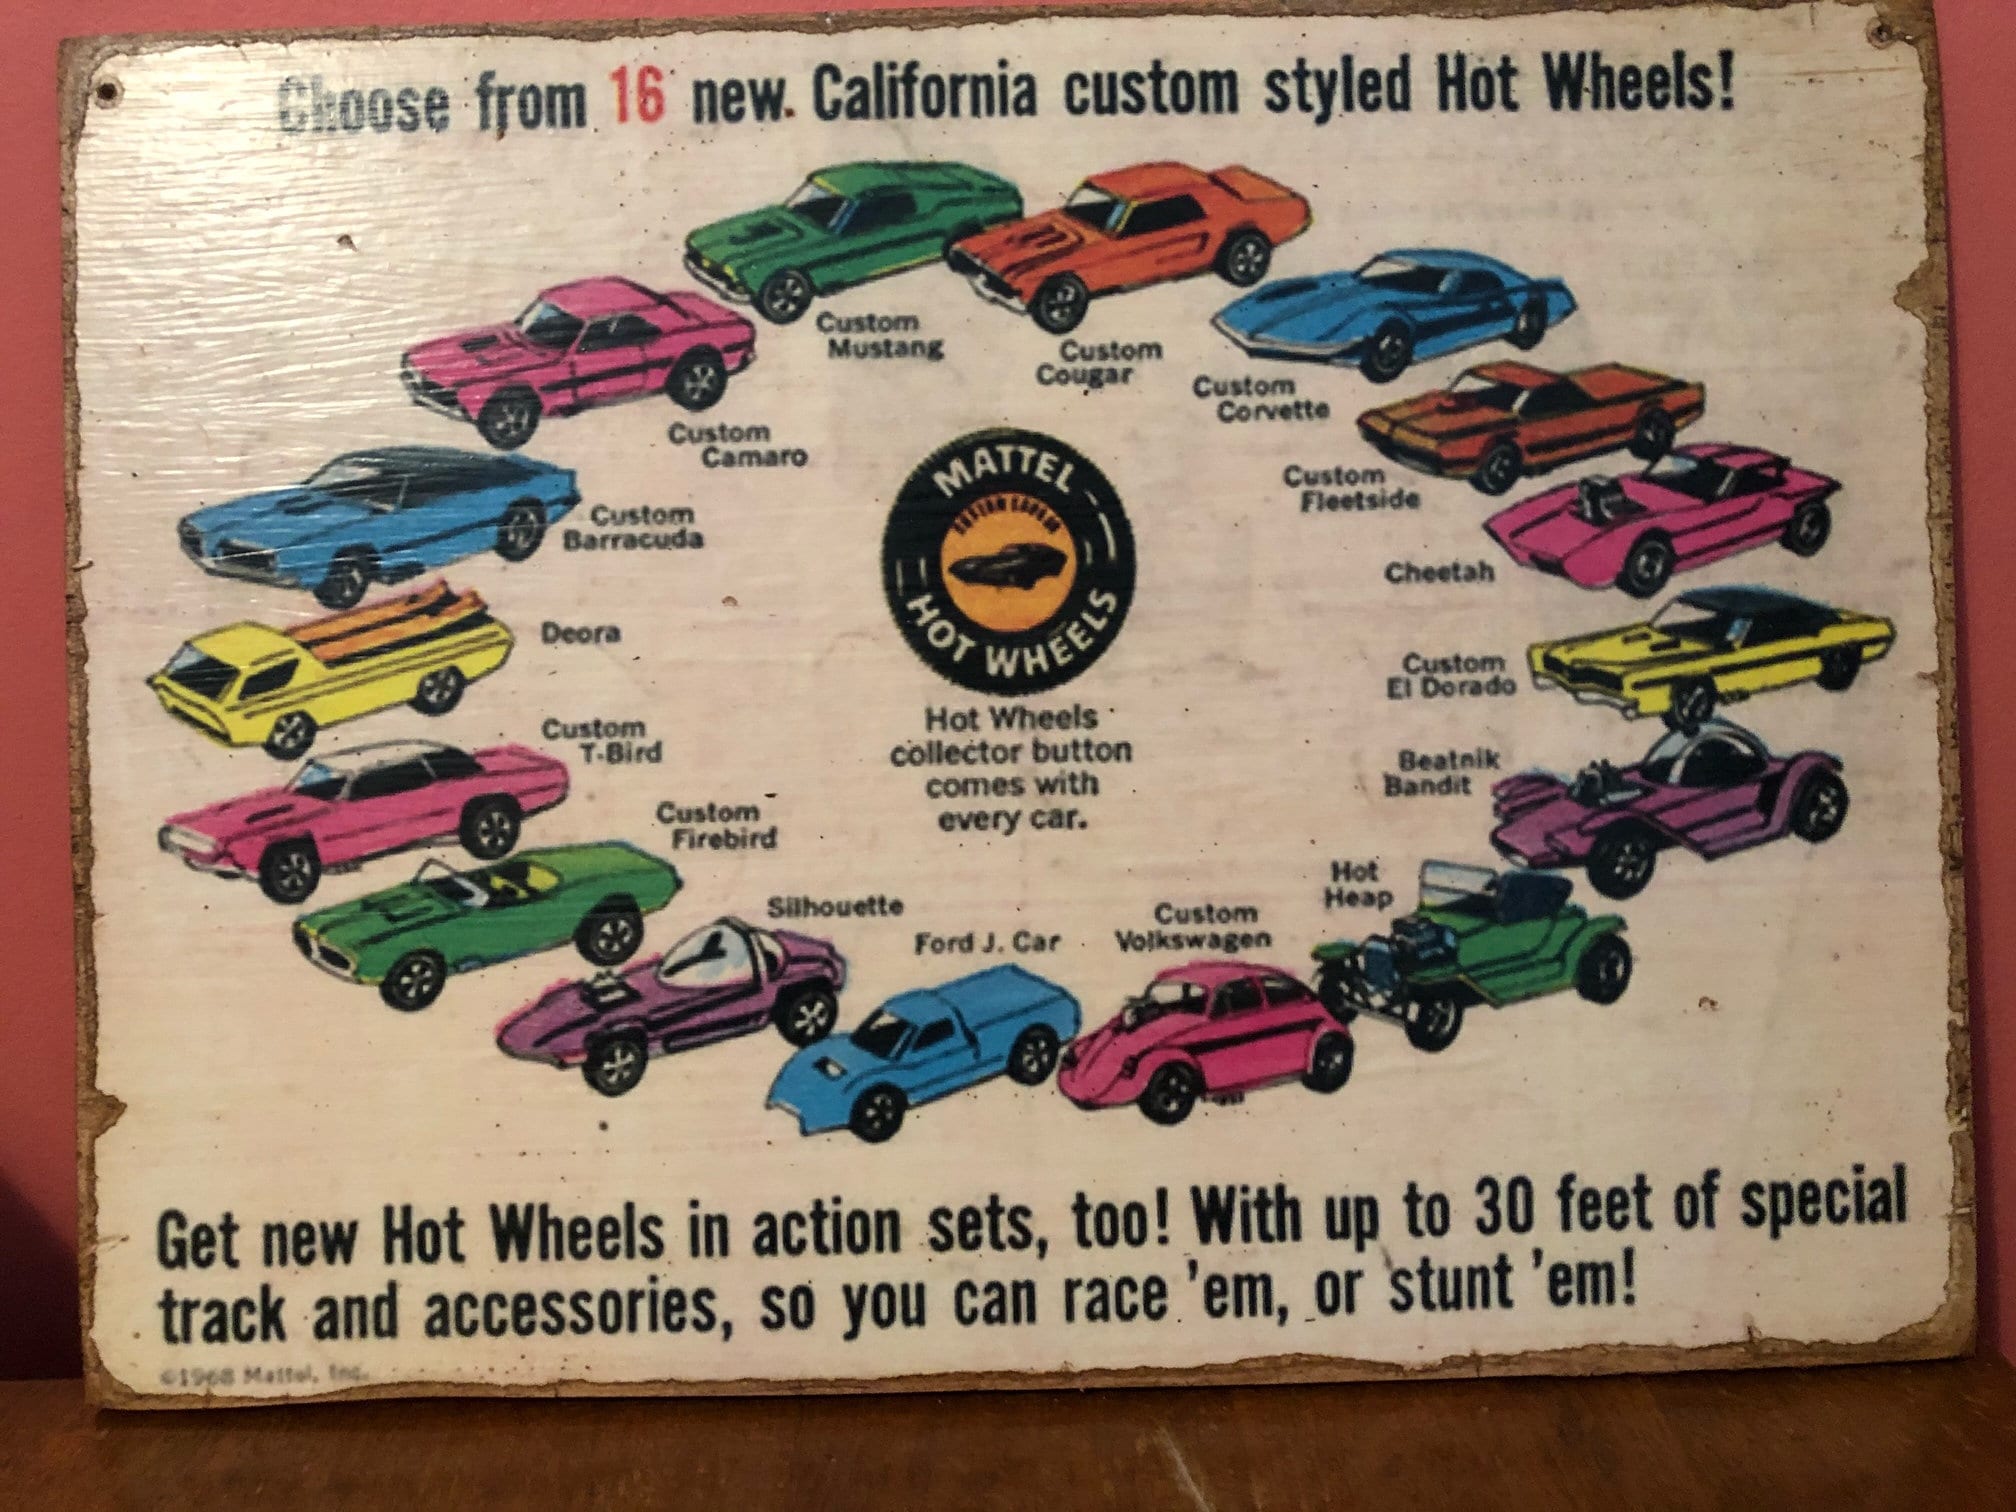 Choose from 16 new California custom styled Hot Wheels!
Custom
Mustang
Custom
Cougar
Custom
Corvette
Custom
Camaro
Custom
Fleetside
Custom
Barracuda
Cheetah
MATTEL
HOT WHEELS
Deora
Custom
El Dorado
Custom
T-Bird
Hot Wheels
collector button
comes with
every car.
Beatnik
Bandit
Custom
Firebird
Hot
Heap
Silhouette
Ford J. Car
Custom
Volkswagen
Get new Hot Wheels in action sets, too! With up to 30 feet of special
track and accessories, so you can race 'em, or stunt 'em!
©1968 Mattel, Inc.